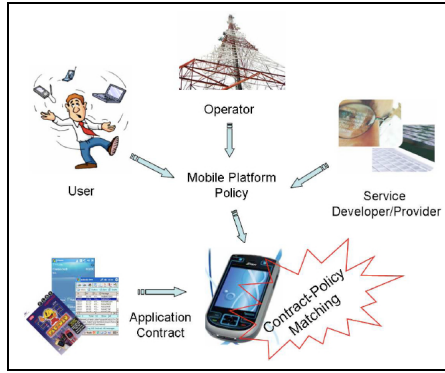 Operator
User
Mobile Platform
Policy
Service
Developer/Provider
Application
Contract
Contract-Policy
Matching